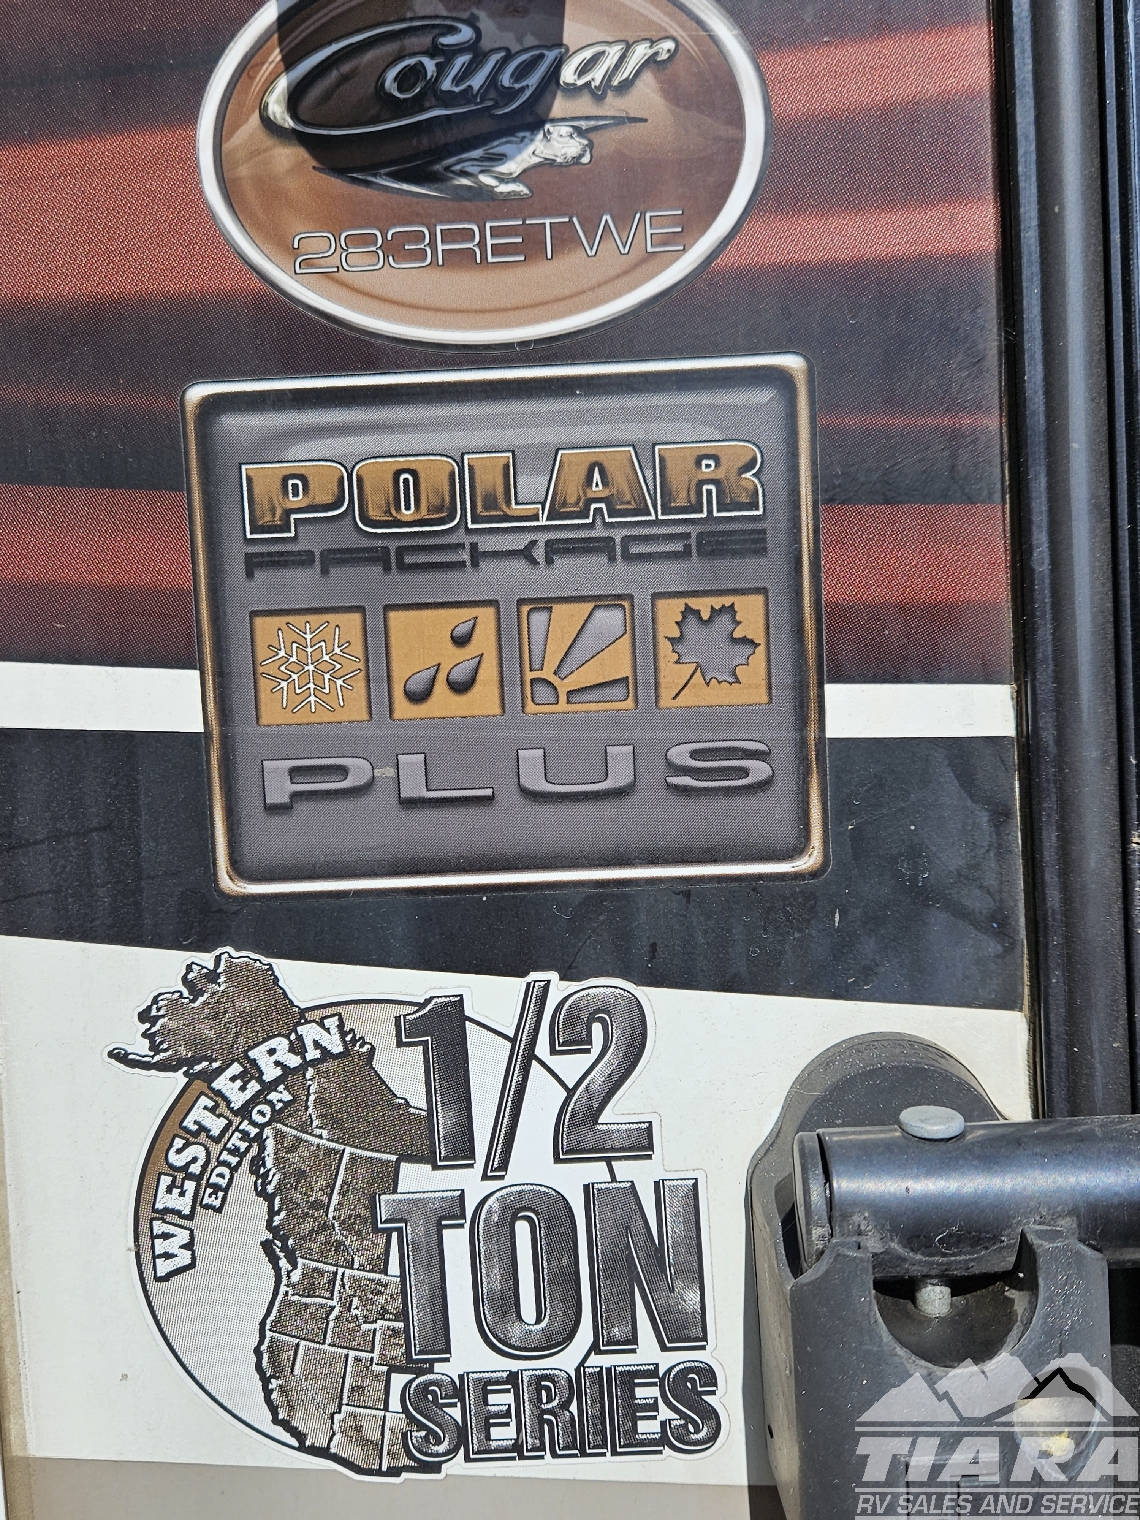 Cougar
283RETWE
POLAR
PACKAGE
PLUS
WESTERN
EDITION
1/2
TON
SERIES
TIARA
RV SALES AND SERVICE